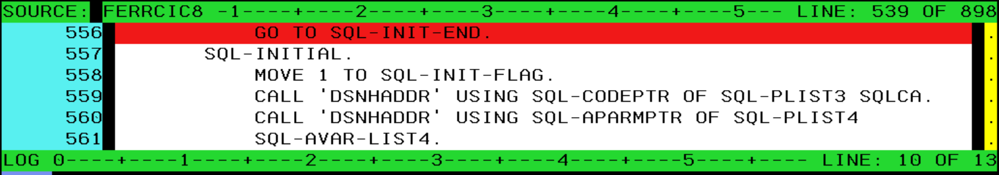 SOURCE: FERRCIC8 -1----+----2----+----3----+----4----+----5--- LINE: 539 OF 898
556 GO TO SQL-INIT-END. .
557 SQL-INITIAL. .
558 MOVE 1 TO SQL-INIT-FLAG. .
559 CALL 'DSNHADDR' USING SQL-CODEPTR OF SQL-PLIST3 SQLCA. .
560 CALL 'DSNHADDR' USING SQL-APARMPTR OF SQL-PLIST4 .
561 SQL-AVAR-LIST4. .
LOG 0----+----1----+----2----+----3----+----4----+----5----+---- LINE: 10 OF 13